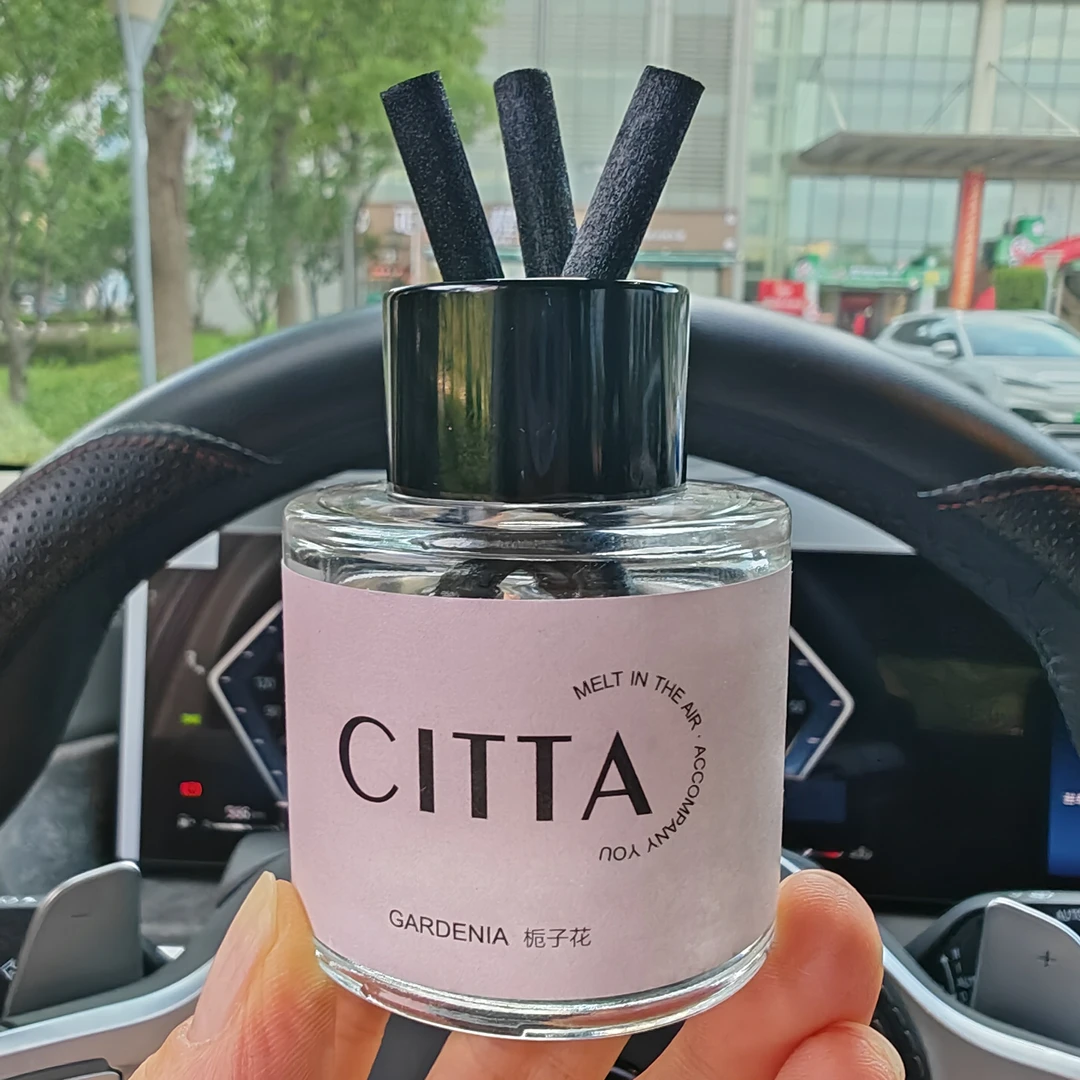 MELT IN THE AIR · ACCOMPANY YOU
CITTA
GARDENIA 栀子花
−
+